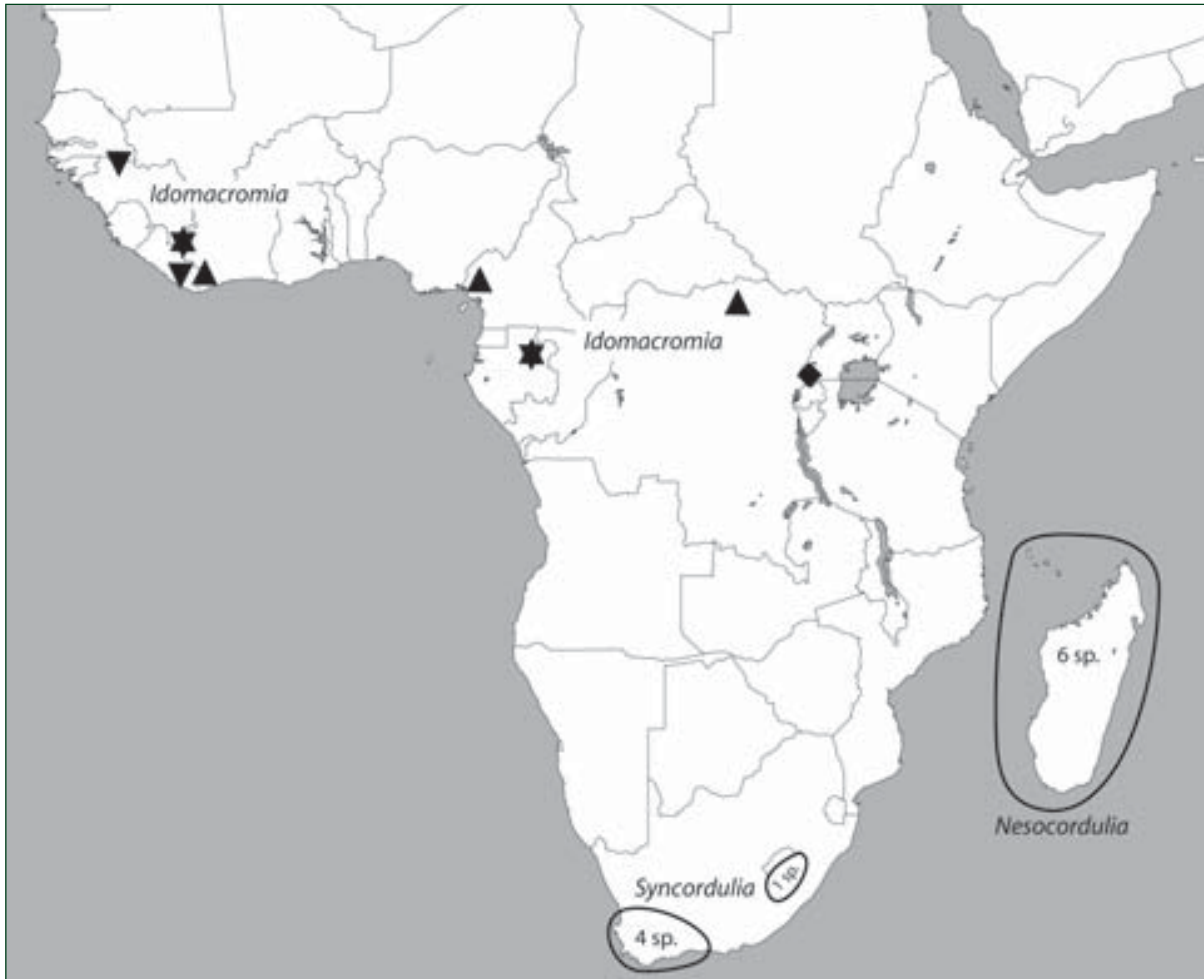 Idomacromia
Idomacromia
6 sp.
Nesocordulia
1 sp.
Syncordulia
4 sp.